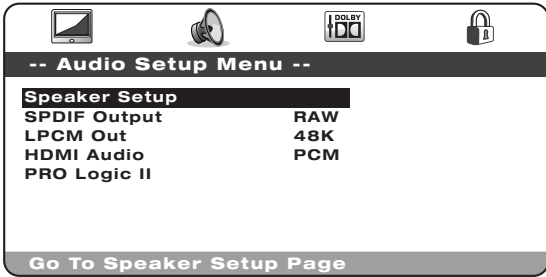 DOLBY
1
-- Audio Setup Menu --
Speaker Setup
SPDIF Output RAW
LPCM Out 48K
HDMI Audio PCM
PRO Logic II
Go To Speaker Setup Page